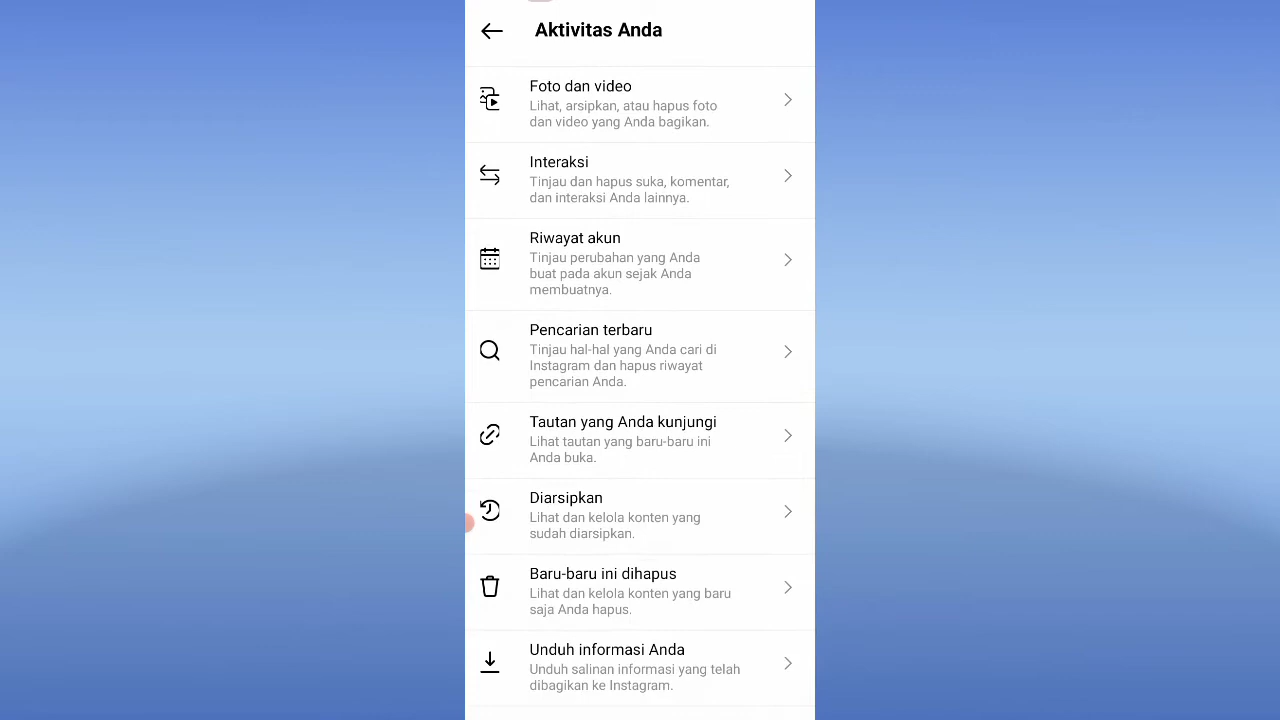 Aktivitas Anda
Foto dan video
Lihat, arsipkan, atau hapus foto
dan video yang Anda bagikan.
Interaksi
Tinjau dan hapus suka, komentar,
dan interaksi Anda lainnya.
Riwayat akun
Tinjau perubahan yang Anda
buat pada akun sejak Anda
membuatnya.
Pencarian terbaru
Tinjau hal-hal yang Anda cari di
Instagram dan hapus riwayat
pencarian Anda.
Tautan yang Anda kunjungi
Lihat tautan yang baru-baru ini
Anda buka.
Diarsipkan
Lihat dan kelola konten yang
sudah diarsipkan.
Baru-baru ini dihapus
Lihat dan kelola konten yang baru
saja Anda hapus.
Unduh informasi Anda
Unduh salinan informasi yang telah
dibagikan ke Instagram.